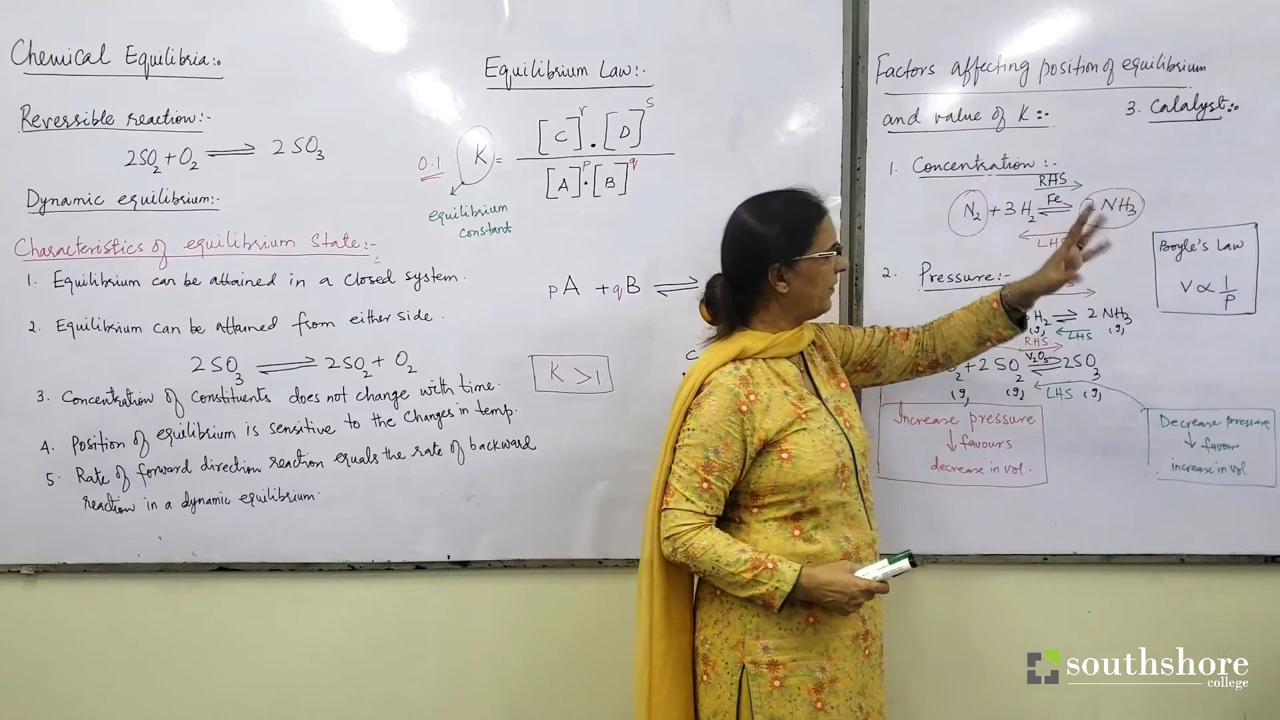 Chemical Equilibria:-
Reversible reaction:-
2SO₂+O₂ ⇌ 2SO₃
Dynamic equilibrium:-
Characteristics of equilibrium State:-
1. Equilibrium can be attained in a closed system.
2. Equilibrium can be attained from either side.
2SO₃ ⇌ 2SO₂ + O₂
3. Concentration of constituents does not change with time.
4. Position of equilibrium is sensitive to the changes in temp.
5. Rate of forward direction reaction equals the rate of backward
reaction in a dynamic equilibrium.
Equilibrium Law:-
0.1 K = [C]ʳ.[D]ˢ / [A]ᵖ.[B]^q
equilibrium
constant
pA + qB ⇌
K >1
Factors affecting position of equilibrium
and value of K:-
3. Catalyst:-
1. Concentration:-
RHS
Fe
N₂ + 3H₂ ⇌ NH₃
LHS
2. Pressure:-
H₂ ⇌ 2NH₃
(g) LHS (g)
RHS
V₂O₅
₂ + 2SO₂ ⇌ 2SO₃
(g) (g) LHS (g)
Boyle's Law
V ∝ 1/P
Increase pressure
↓ favours
decrease in vol.
Decrease pressure
↓ favour
increase in vol
southshore
college